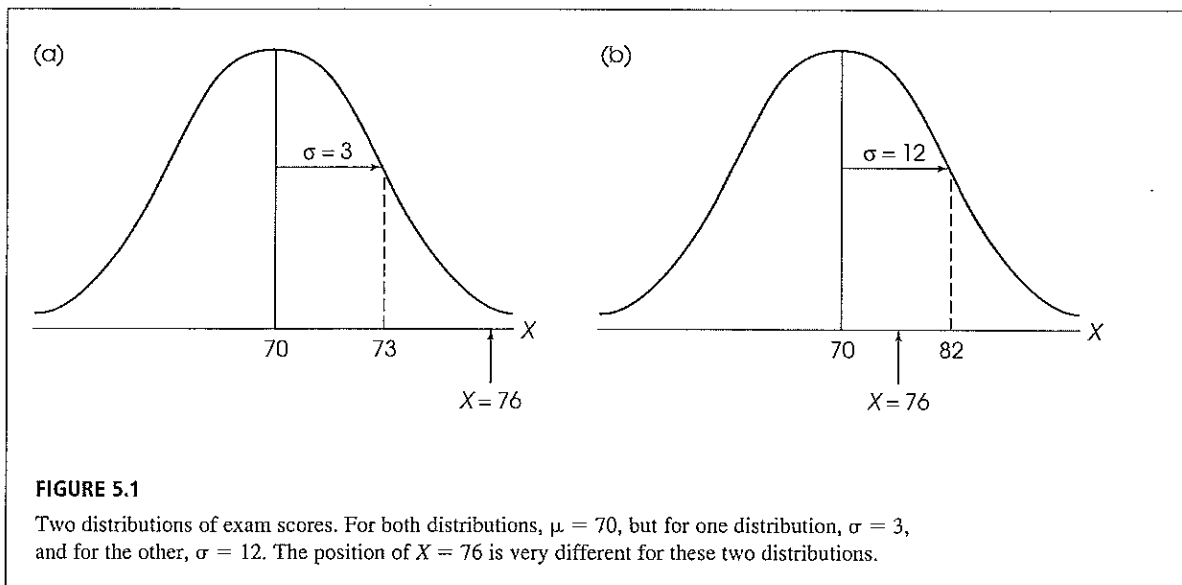 (a)
σ = 3
70
73
X
X = 76
(b)
σ = 12
70
82
X
X = 76
FIGURE 5.1
Two distributions of exam scores. For both distributions, μ = 70, but for one distribution, σ = 3,
and for the other, σ = 12. The position of X = 76 is very different for these two distributions.